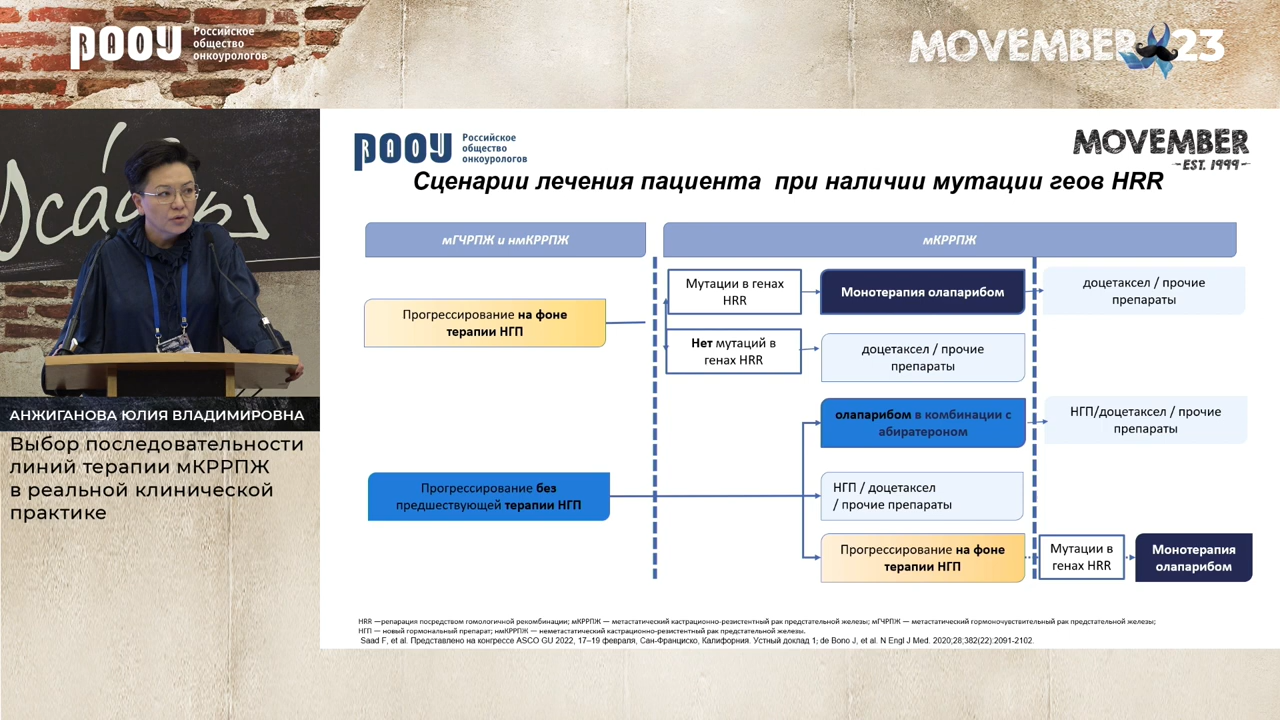 РООУ
Российское
общество
онкоурологов
MOVEMBER 23
РООУ
Российское
общество
онкоурологов
MOVEMBER
EST. 1999
Сценарии лечения пациента при наличии мутации геов HRR
мГЧРПЖ и нмКРРПЖ
мКРРПЖ
Прогрессирование на фоне
терапии НГП
Мутации в генах
HRR
Монотерапия олапарибом
доцетаксел / прочие
препараты
Нет мутаций в
генах HRR
доцетаксел / прочие
препараты
олапарибом в комбинации с
абиратероном
НГП/доцетаксел / прочие
препараты
Прогрессирование без
предшествующей терапии НГП
НГП / доцетаксел
/ прочие препараты
Прогрессирование на фоне
терапии НГП
Мутации в
генах HRR
Монотерапия
олапарибом
HRR —репарация посредством гомологичной рекомбинации; мКРРПЖ — метастатический кастрационно-резистентный рак предстательной железы; мГЧРПЖ — метастатический гормоночувствительный рак предстательной железы;
НГП — новый гормональный препарат; нмКРРПЖ — неметастатический кастрационно-резистентный рак предстательной железы.
Saad F, et al. Представлено на конгрессе ASCO GU 2022, 17–19 февраля, Сан-Франциско, Калифорния. Устный доклад 1; de Bono J, et al. N Engl J Med. 2020;28;382(22):2091-2102.
АНЖИГАНОВА ЮЛИЯ ВЛАДИМИРОВНА
Выбор последовательности
линий терапии мКРРПЖ
в реальной клинической
практике